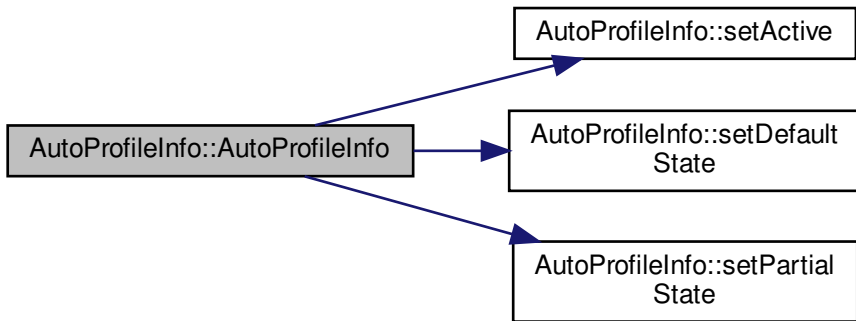 AutoProfileInfo::setActive
AutoProfileInfo::AutoProfileInfo
AutoProfileInfo::setDefault
State
AutoProfileInfo::setPartial
State